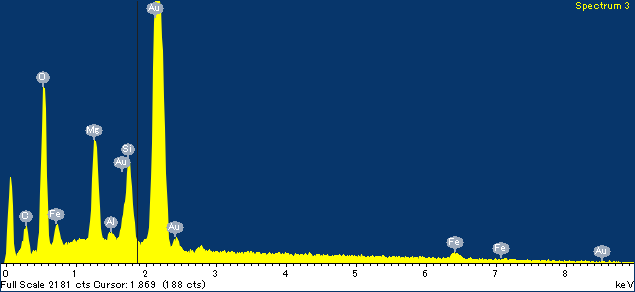 Spectrum 3
Au
O
Mg
Si
Au
O
Fe
Al
Au
Fe
Fe
Au
0 1 2 3 4 5 6 7 8
Full Scale 2181 cts Cursor: 1.869 (188 cts) keV